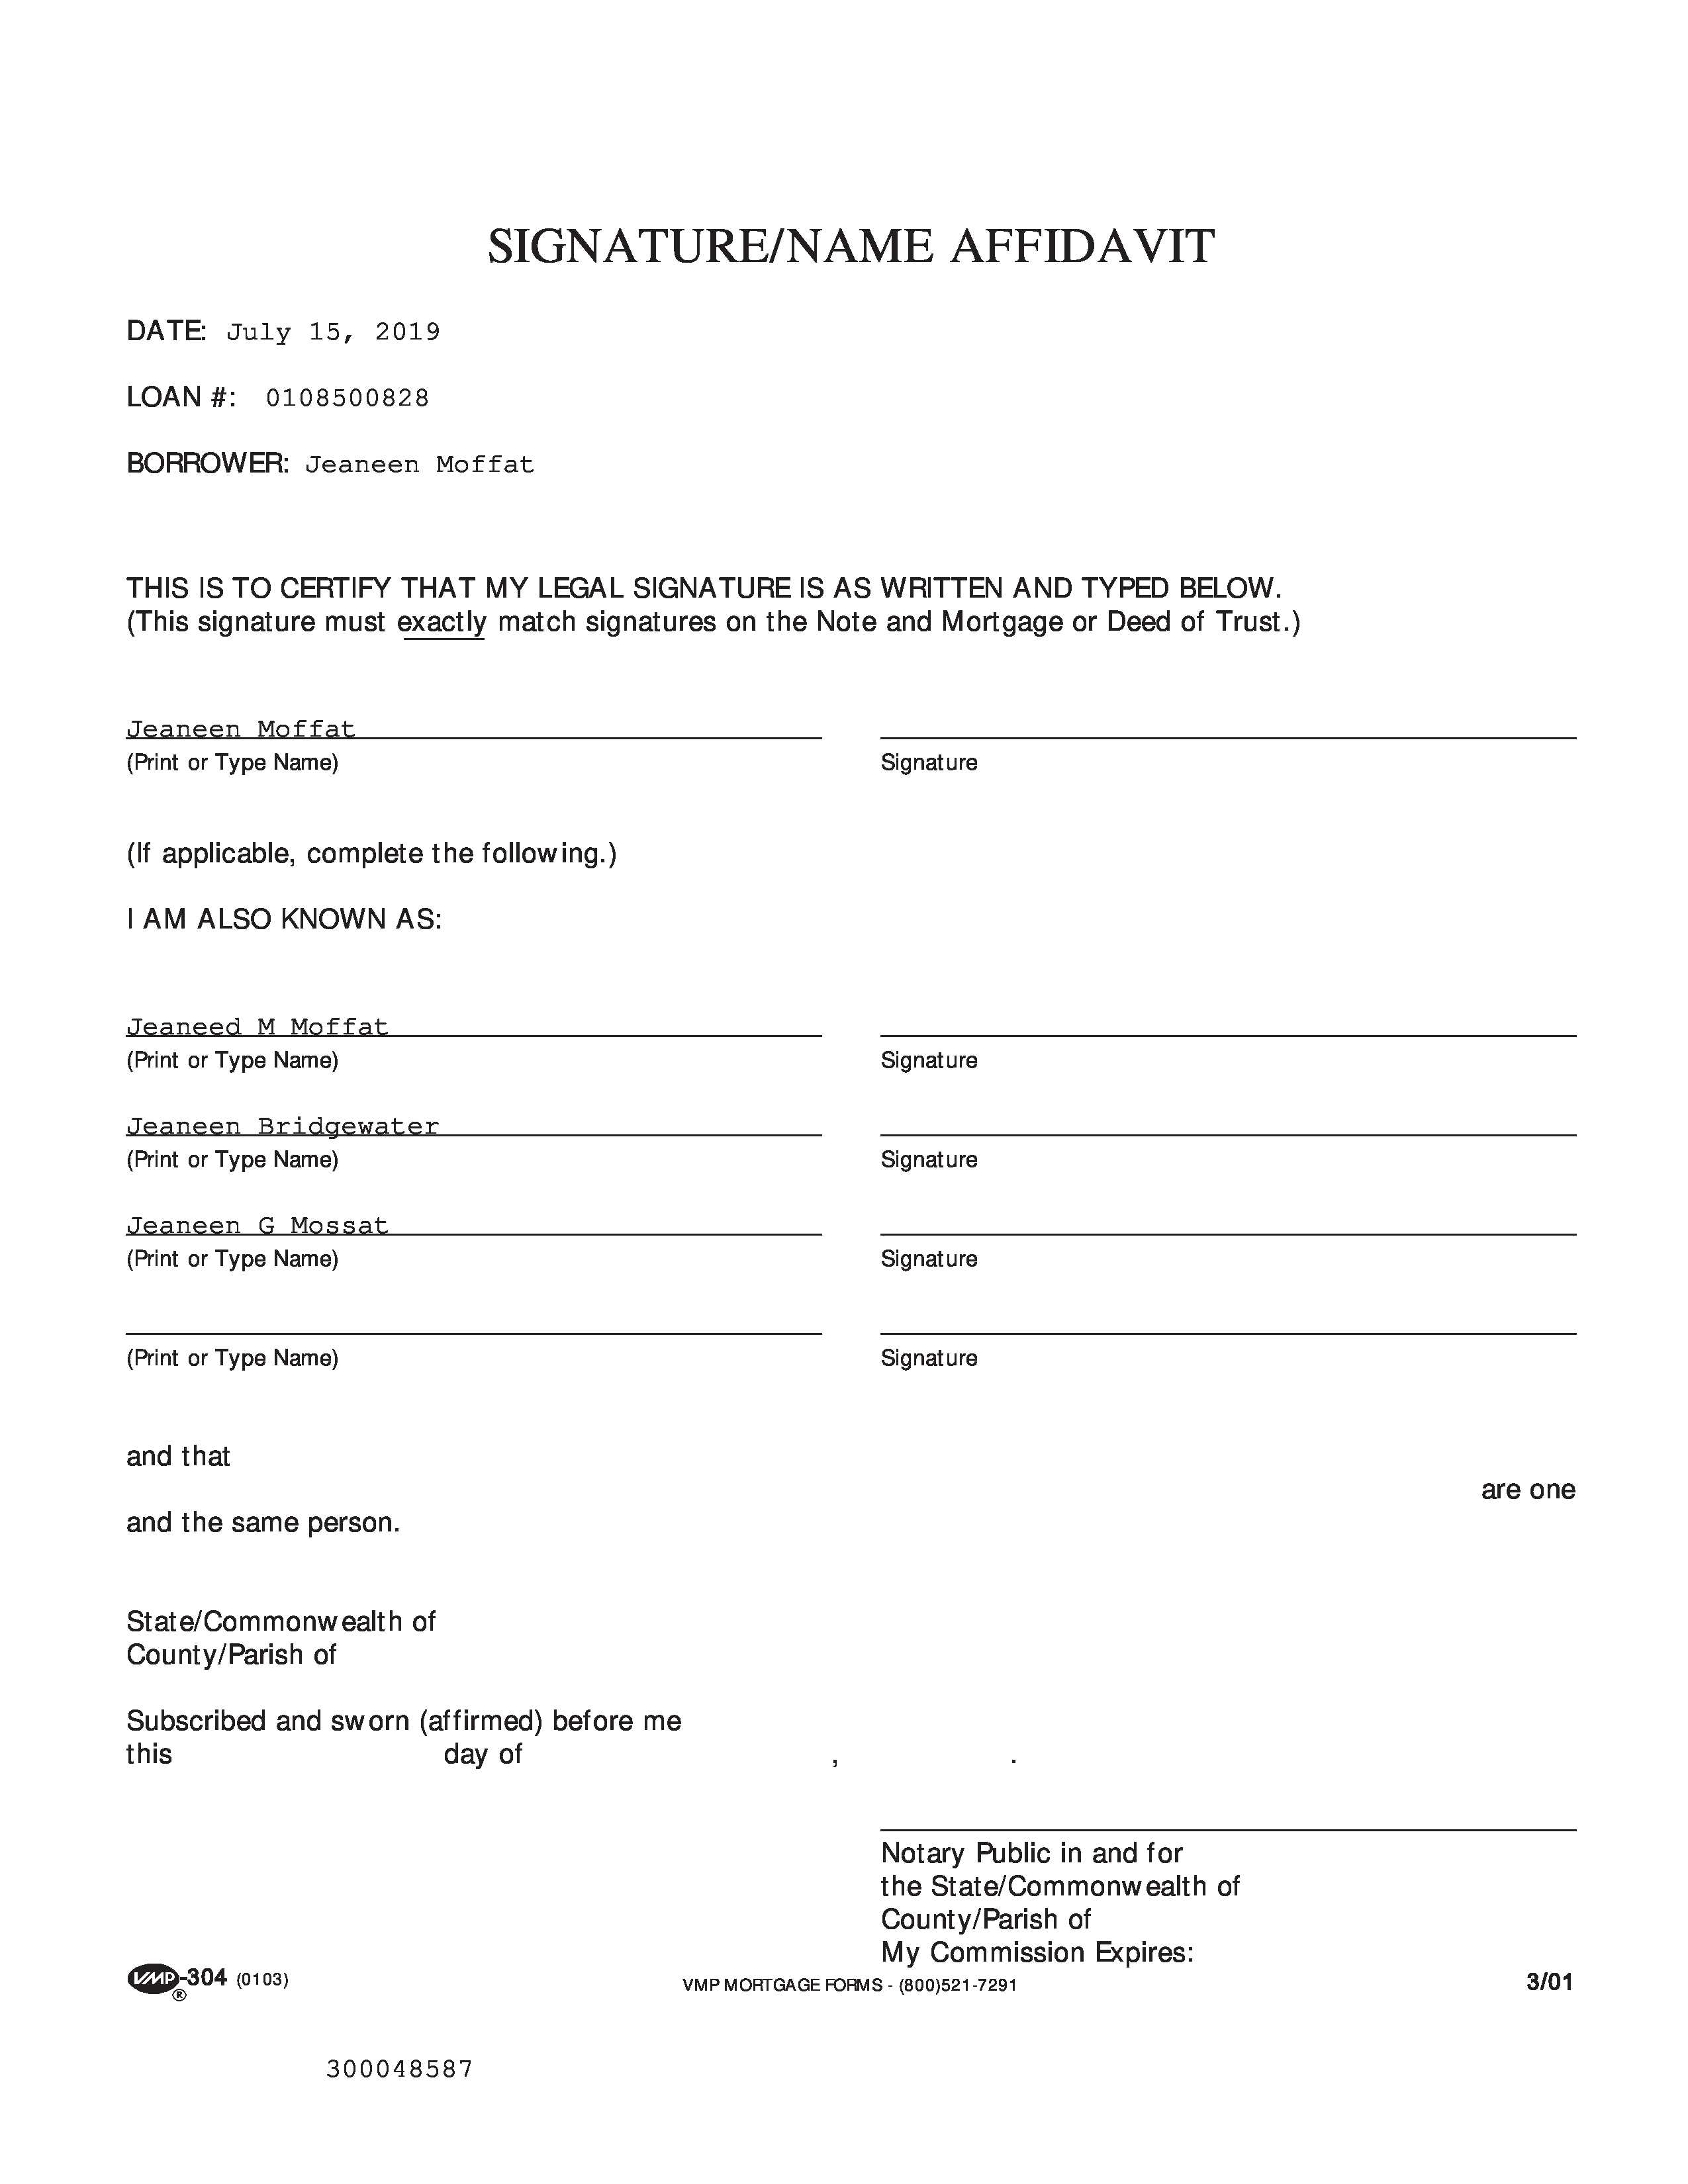 SIGNATURE/NAME AFFIDAVIT
DATE: July 15, 2019
LOAN #: 0108500828
BORROWER: Jeaneen Moffat
THIS IS TO CERTIFY THAT MY LEGAL SIGNATURE IS AS WRITTEN AND TYPED BELOW.
(This signature must exactly match signatures on the Note and Mortgage or Deed of Trust.)
Jeaneen Moffat
(Print or Type Name) Signature
(If applicable, complete the following.)
I AM ALSO KNOWN AS:
Jeaneed M Moffat
(Print or Type Name) Signature
Jeaneen Bridgewater
(Print or Type Name) Signature
Jeaneen G Mossat
(Print or Type Name) Signature
(Print or Type Name) Signature
and that
are one
and the same person.
State/Commonwealth of
County/Parish of
Subscribed and sworn (affirmed) before me
this day of , .
Notary Public in and for
the State/Commonwealth of
County/Parish of
My Commission Expires:
VMP®-304 (0103) VMP MORTGAGE FORMS - (800)521-7291 3/01
300048587